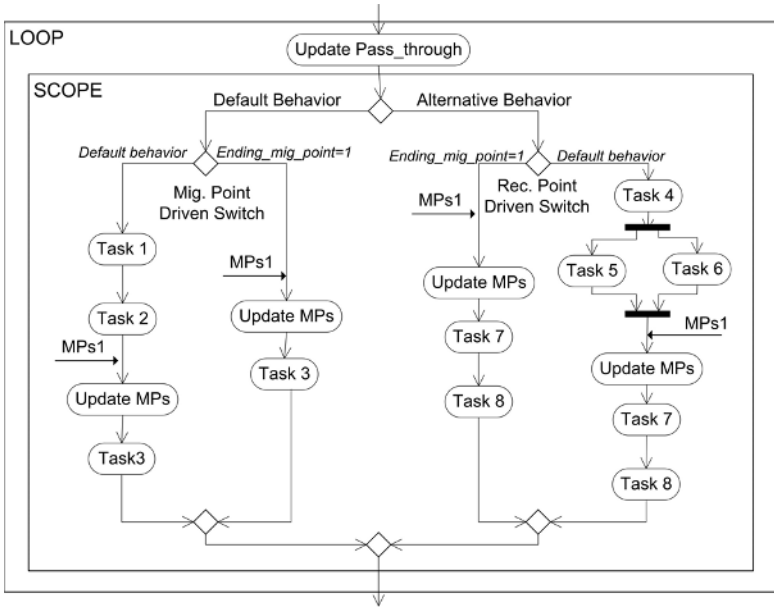 LOOP
Update Pass_through
SCOPE
Default Behavior
Alternative Behavior
Default behavior
Ending_mig_point=1
Mig. Point
Driven Switch
Ending_mig_point=1
Default behavior
Rec. Point
Driven Switch
Task 1
Task 2
MPs1
Update MPs
Task3
MPs1
Update MPs
Task 3
MPs1
Update MPs
Task 7
Task 8
Task 4
Task 5
Task 6
MPs1
Update MPs
Task 7
Task 8